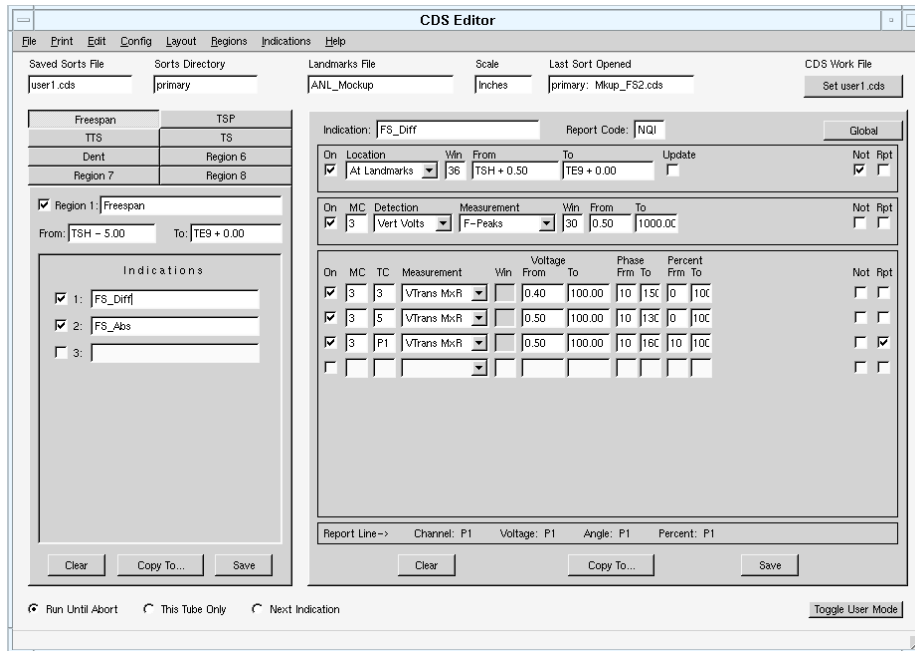 CDS Editor
File Print Edit Config Layout Regions Indications Help
Saved Sorts File Sorts Directory Landmarks File Scale Last Sort Opened CDS Work File
user1.cds primary ANL_Mockup Inches primary: Mkup_FS2.cds Set user1.cds
Freespan TSP
TTS TS
Dent Region 6
Region 7 Region 8
Region 1: Freespan
From: TSH - 5.00 To: TE9 + 0.00
Indications
1: FS_Diff
2: FS_Abs
3:
Clear Copy To... Save
Indication: FS_Diff Report Code: NQI Global
On Location Win From To Update Not Rpt
At Landmarks 36 TSH + 0.50 TE9 + 0.00
On MC Detection Measurement Win From To Not Rpt
3 Vert Volts F-Peaks 30 0.50 1000.00
Voltage Phase Percent
On MC TC Measurement Win From To Frm To Frm To Not Rpt
3 3 VTrans MxR 0.40 100.00 10 150 0 100
3 5 VTrans MxR 0.50 100.00 10 130 0 100
3 P1 VTrans MxR 0.50 100.00 10 160 10 100
Report Line-> Channel: P1 Voltage: P1 Angle: P1 Percent: P1
Clear Copy To... Save
Run Until Abort This Tube Only Next Indication Toggle User Mode